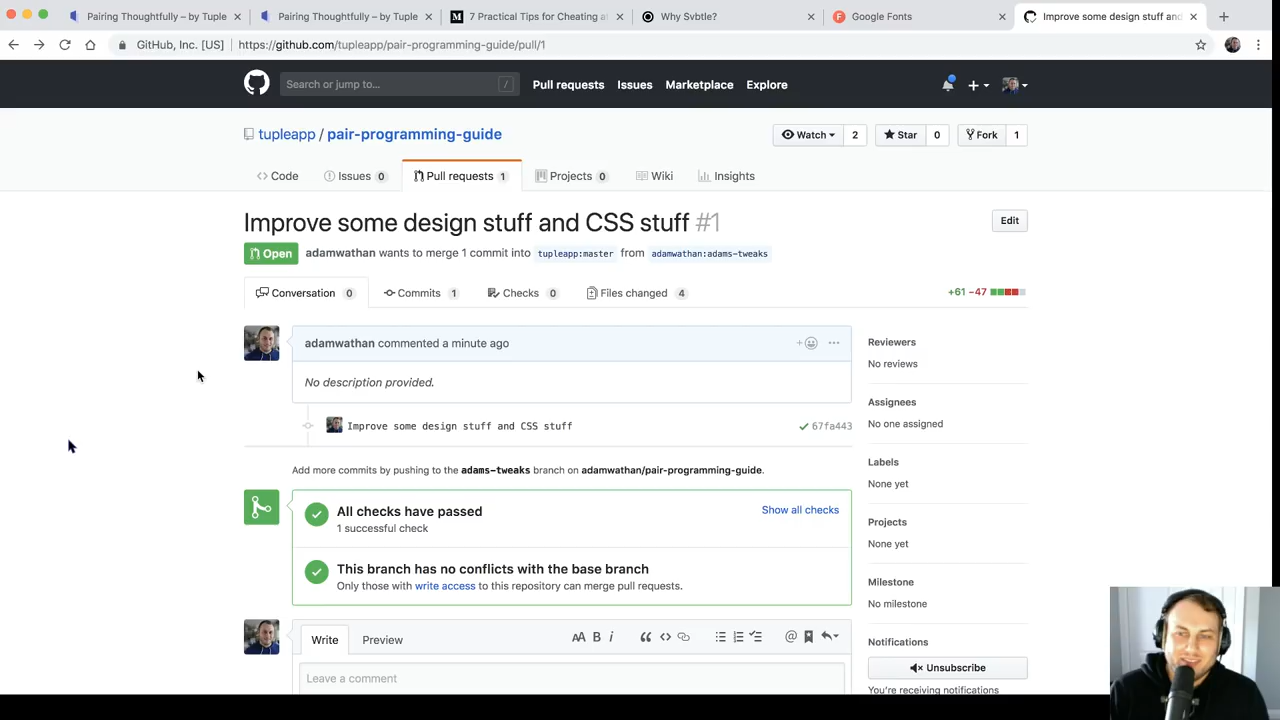 Pairing Thoughtfully – by Tuple
Pairing Thoughtfully – by Tuple
7 Practical Tips for Cheating a
Why Svbtle?
Google Fonts
Improve some design stuff and
GitHub, Inc. [US] https://github.com/tupleapp/pair-programming-guide/pull/1
Search or jump to... /
Pull requests Issues Marketplace Explore
tupleapp / pair-programming-guide
Watch 2 Star 0 Fork 1
Code Issues 0 Pull requests 1 Projects 0 Wiki Insights
Improve some design stuff and CSS stuff #1
Edit
Open adamwathan wants to merge 1 commit into tupleapp:master from adamwathan:adams-tweaks
Conversation 0 Commits 1 Checks 0 Files changed 4 +61 −47
adamwathan commented a minute ago
No description provided.
Improve some design stuff and CSS stuff 67fa443
Add more commits by pushing to the adams-tweaks branch on adamwathan/pair-programming-guide.
All checks have passed Show all checks
1 successful check
This branch has no conflicts with the base branch
Only those with write access to this repository can merge pull requests.
Write Preview AA B i
Leave a comment
Reviewers
No reviews
Assignees
No one assigned
Labels
None yet
Projects
None yet
Milestone
No milestone
Notifications
Unsubscribe
You're receiving notifications